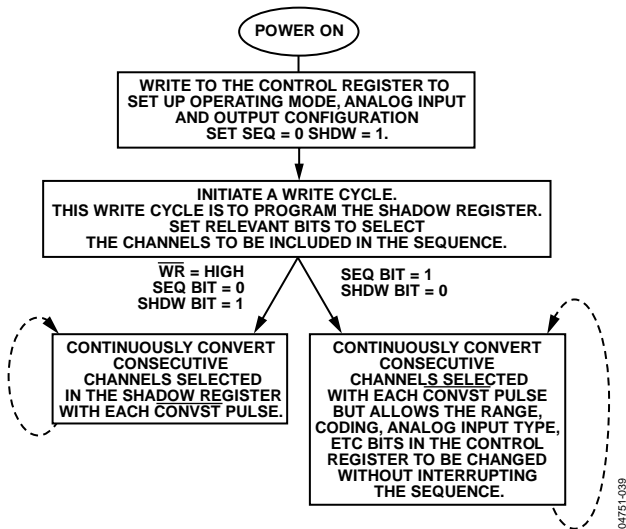 POWER ON
WRITE TO THE CONTROL REGISTER TO
SET UP OPERATING MODE, ANALOG INPUT
AND OUTPUT CONFIGURATION
SET SEQ = 0 SHDW = 1.
INITIATE A WRITE CYCLE.
THIS WRITE CYCLE IS TO PROGRAM THE SHADOW REGISTER.
SET RELEVANT BITS TO SELECT
THE CHANNELS TO BE INCLUDED IN THE SEQUENCE.
WR = HIGH
SEQ BIT = 0
SHDW BIT = 1
SEQ BIT = 1
SHDW BIT = 0
CONTINUOUSLY CONVERT
CONSECUTIVE
CHANNELS SELECTED
IN THE SHADOW REGISTER
WITH EACH CONVST PULSE.
CONTINUOUSLY CONVERT
CONSECUTIVE
CHANNELS SELECTED
WITH EACH CONVST PULSE
BUT ALLOWS THE RANGE,
CODING, ANALOG INPUT TYPE,
ETC BITS IN THE CONTROL
REGISTER TO BE CHANGED
WITHOUT INTERRUPTING
THE SEQUENCE.
04751-039